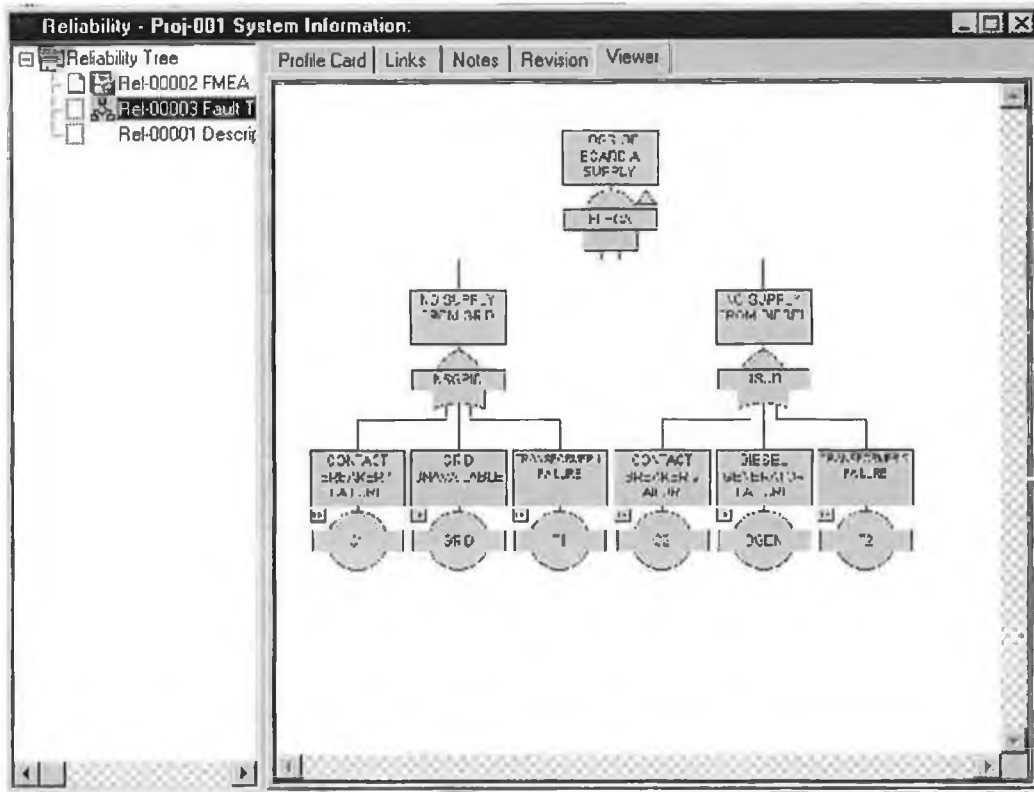 Reliability - Proj-001 System Information:
Reliability Tree
Rel-00002 FMEA
Rel-00003 Fault T
Rel-00001 Descrip
Profile Card Links Notes Revision Viewer
BOARD A
SUPPLY
NO SUPPLY
FROM GRID
NO SUPPLY
FROM DIESEL
NSGRID
CONTACT
BREAKER
FAILURE
GRID
UNAVAILABLE
TRANSFORMER
FAILURE
CONTACT
BREAKER
FAILURE
DIESEL
GENERATOR
FAILURE
TRANSFORMER
FAILURE
GRID
T1
DGEN
T2